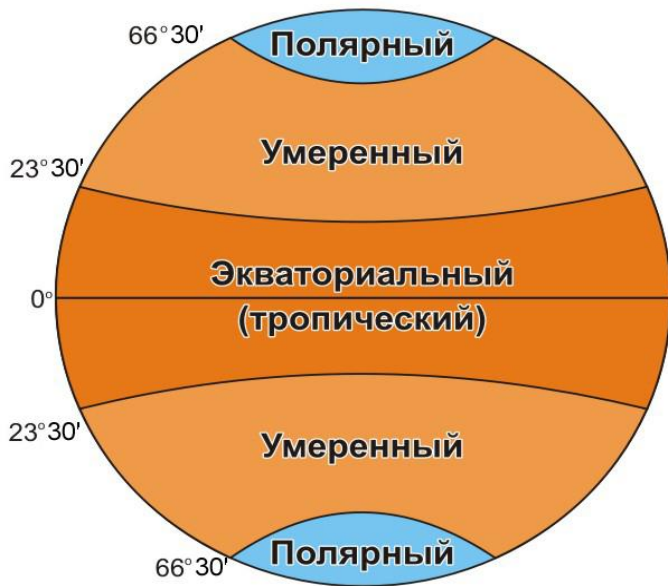 66°30'
Полярный
Умеренный
23°30'
Экваториальный
0°
(тропический)
23°30'
Умеренный
66°30'
Полярный